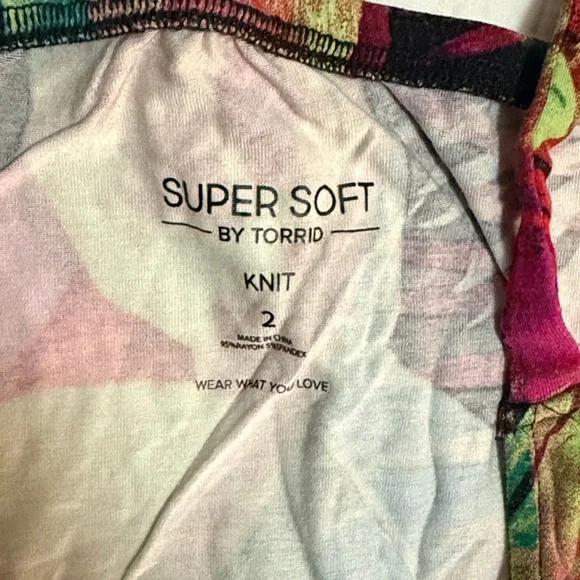 SUPER SOFT
BY TORRID
KNIT
2
MADE IN CHINA
95%RAYON 5%SPANDEX
WEAR WHAT YOU LOVE